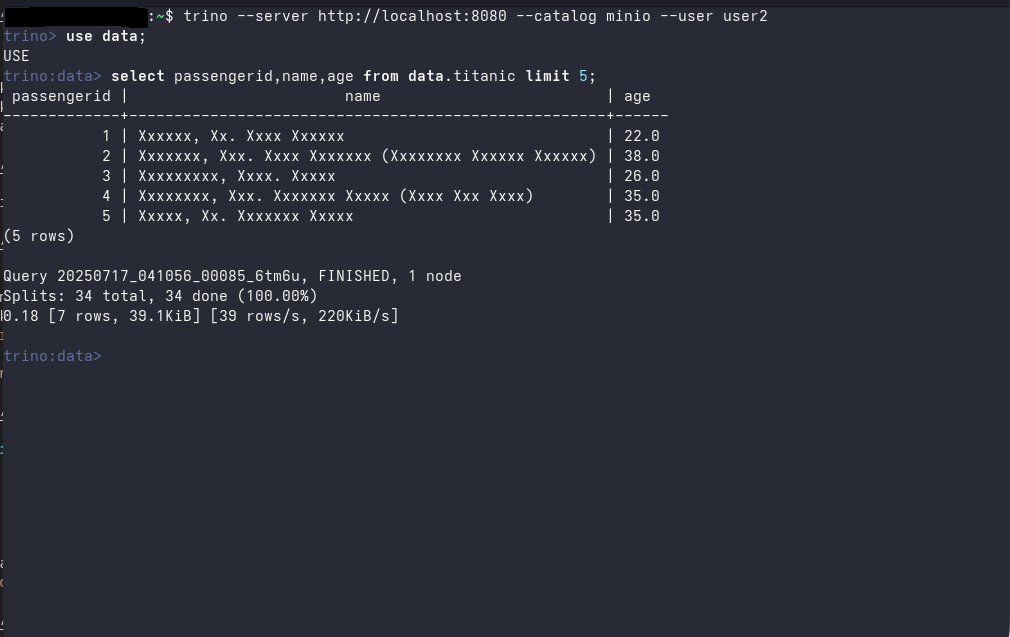 :~$ trino --server http://localhost:8080 --catalog minio --user user2
trino> use data;
USE
trino:data> select passengerid,name,age from data.titanic limit 5;
 passengerid |                        name                         | age
-------------+-----------------------------------------------------+------
           1 | Xxxxxx, Xx. Xxxx Xxxxxx                             | 22.0
           2 | Xxxxxxx, Xxx. Xxxx Xxxxxxx (Xxxxxxxx Xxxxxx Xxxxxx) | 38.0
           3 | Xxxxxxxxx, Xxxx. Xxxxx                              | 26.0
           4 | Xxxxxxxx, Xxx. Xxxxxxx Xxxxx (Xxxx Xxx Xxxx)        | 35.0
           5 | Xxxxx, Xx. Xxxxxxx Xxxxx                            | 35.0
(5 rows)
Query 20250717_041056_00085_6tm6u, FINISHED, 1 node
Splits: 34 total, 34 done (100.00%)
0.18 [7 rows, 39.1KiB] [39 rows/s, 220KiB/s]
trino:data>